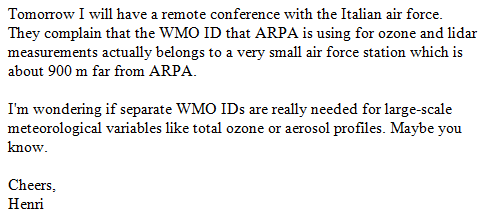 Tomorrow I will have a remote conference with the Italian air force.
They complain that the WMO ID that ARPA is using for ozone and lidar
measurements actually belongs to a very small air force station which is
about 900 m far from ARPA.
I'm wondering if separate WMO IDs are really needed for large-scale
meteorological variables like total ozone or aerosol profiles. Maybe you
know.
Cheers,
Henri